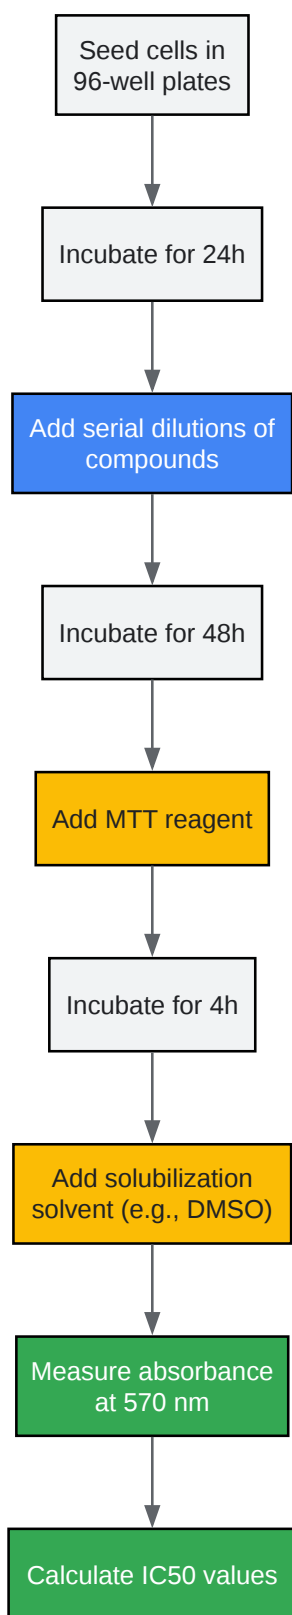 Seed cells in
96-well plates
Incubate for 24h
Add serial dilutions of
compounds
Incubate for 48h
Add MTT reagent
Incubate for 4h
Add solubilization
solvent (e.g., DMSO)
Measure absorbance
at 570 nm
Calculate IC50 values